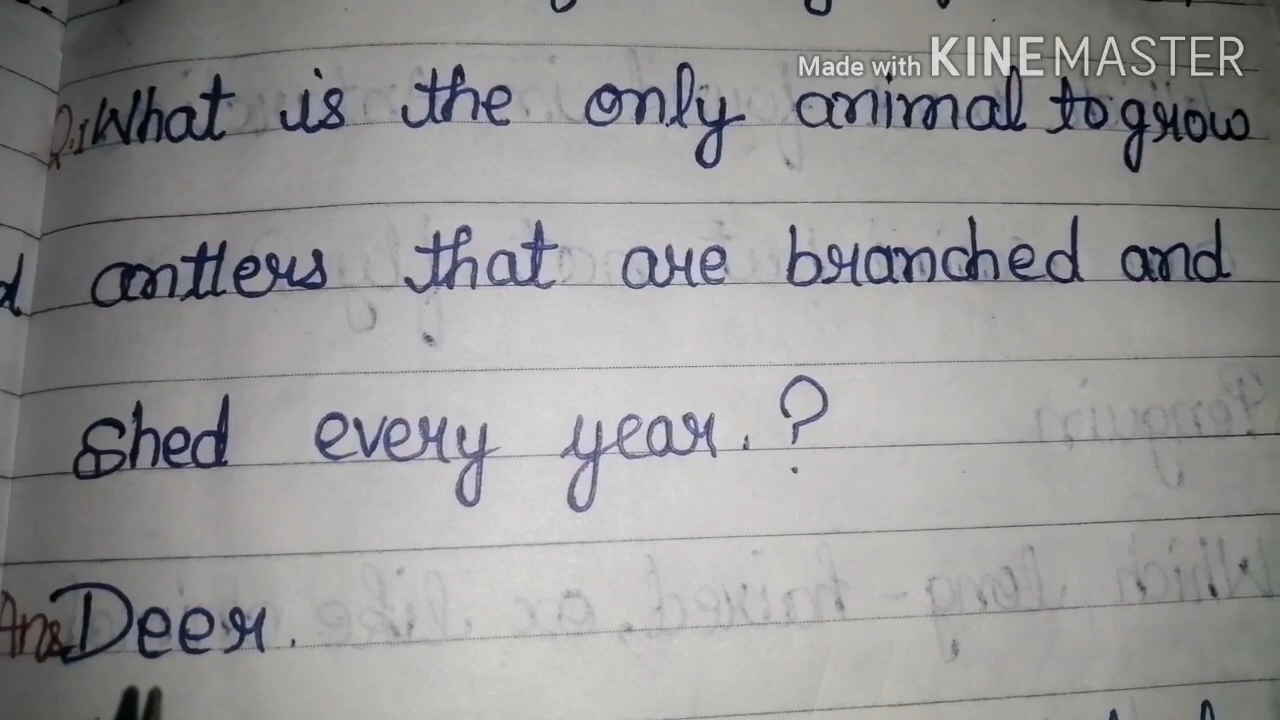 Made with KINEMASTER
Q.1 What is the only animal to grow
antlers that are branched and
shed every year. ?
Ans Deer.